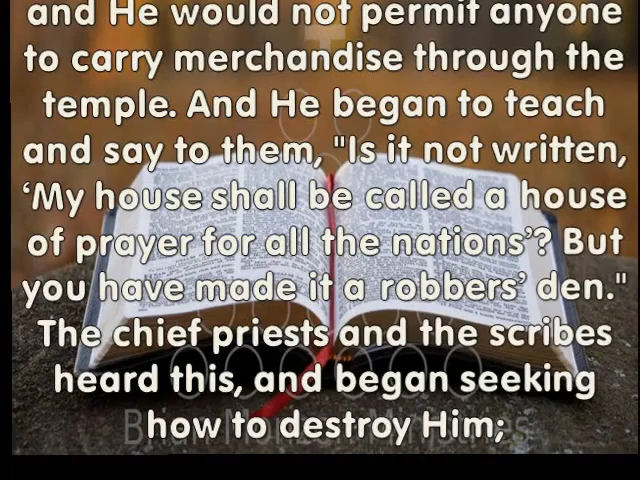 and He would not permit anyone
to carry merchandise through the
temple. And He began to teach
and say to them, "Is it not written,
‘My house shall be called a house
of prayer for all the nations’? But
you have made it a robbers’ den."
The chief priests and the scribes
heard this, and began seeking
how to destroy Him;